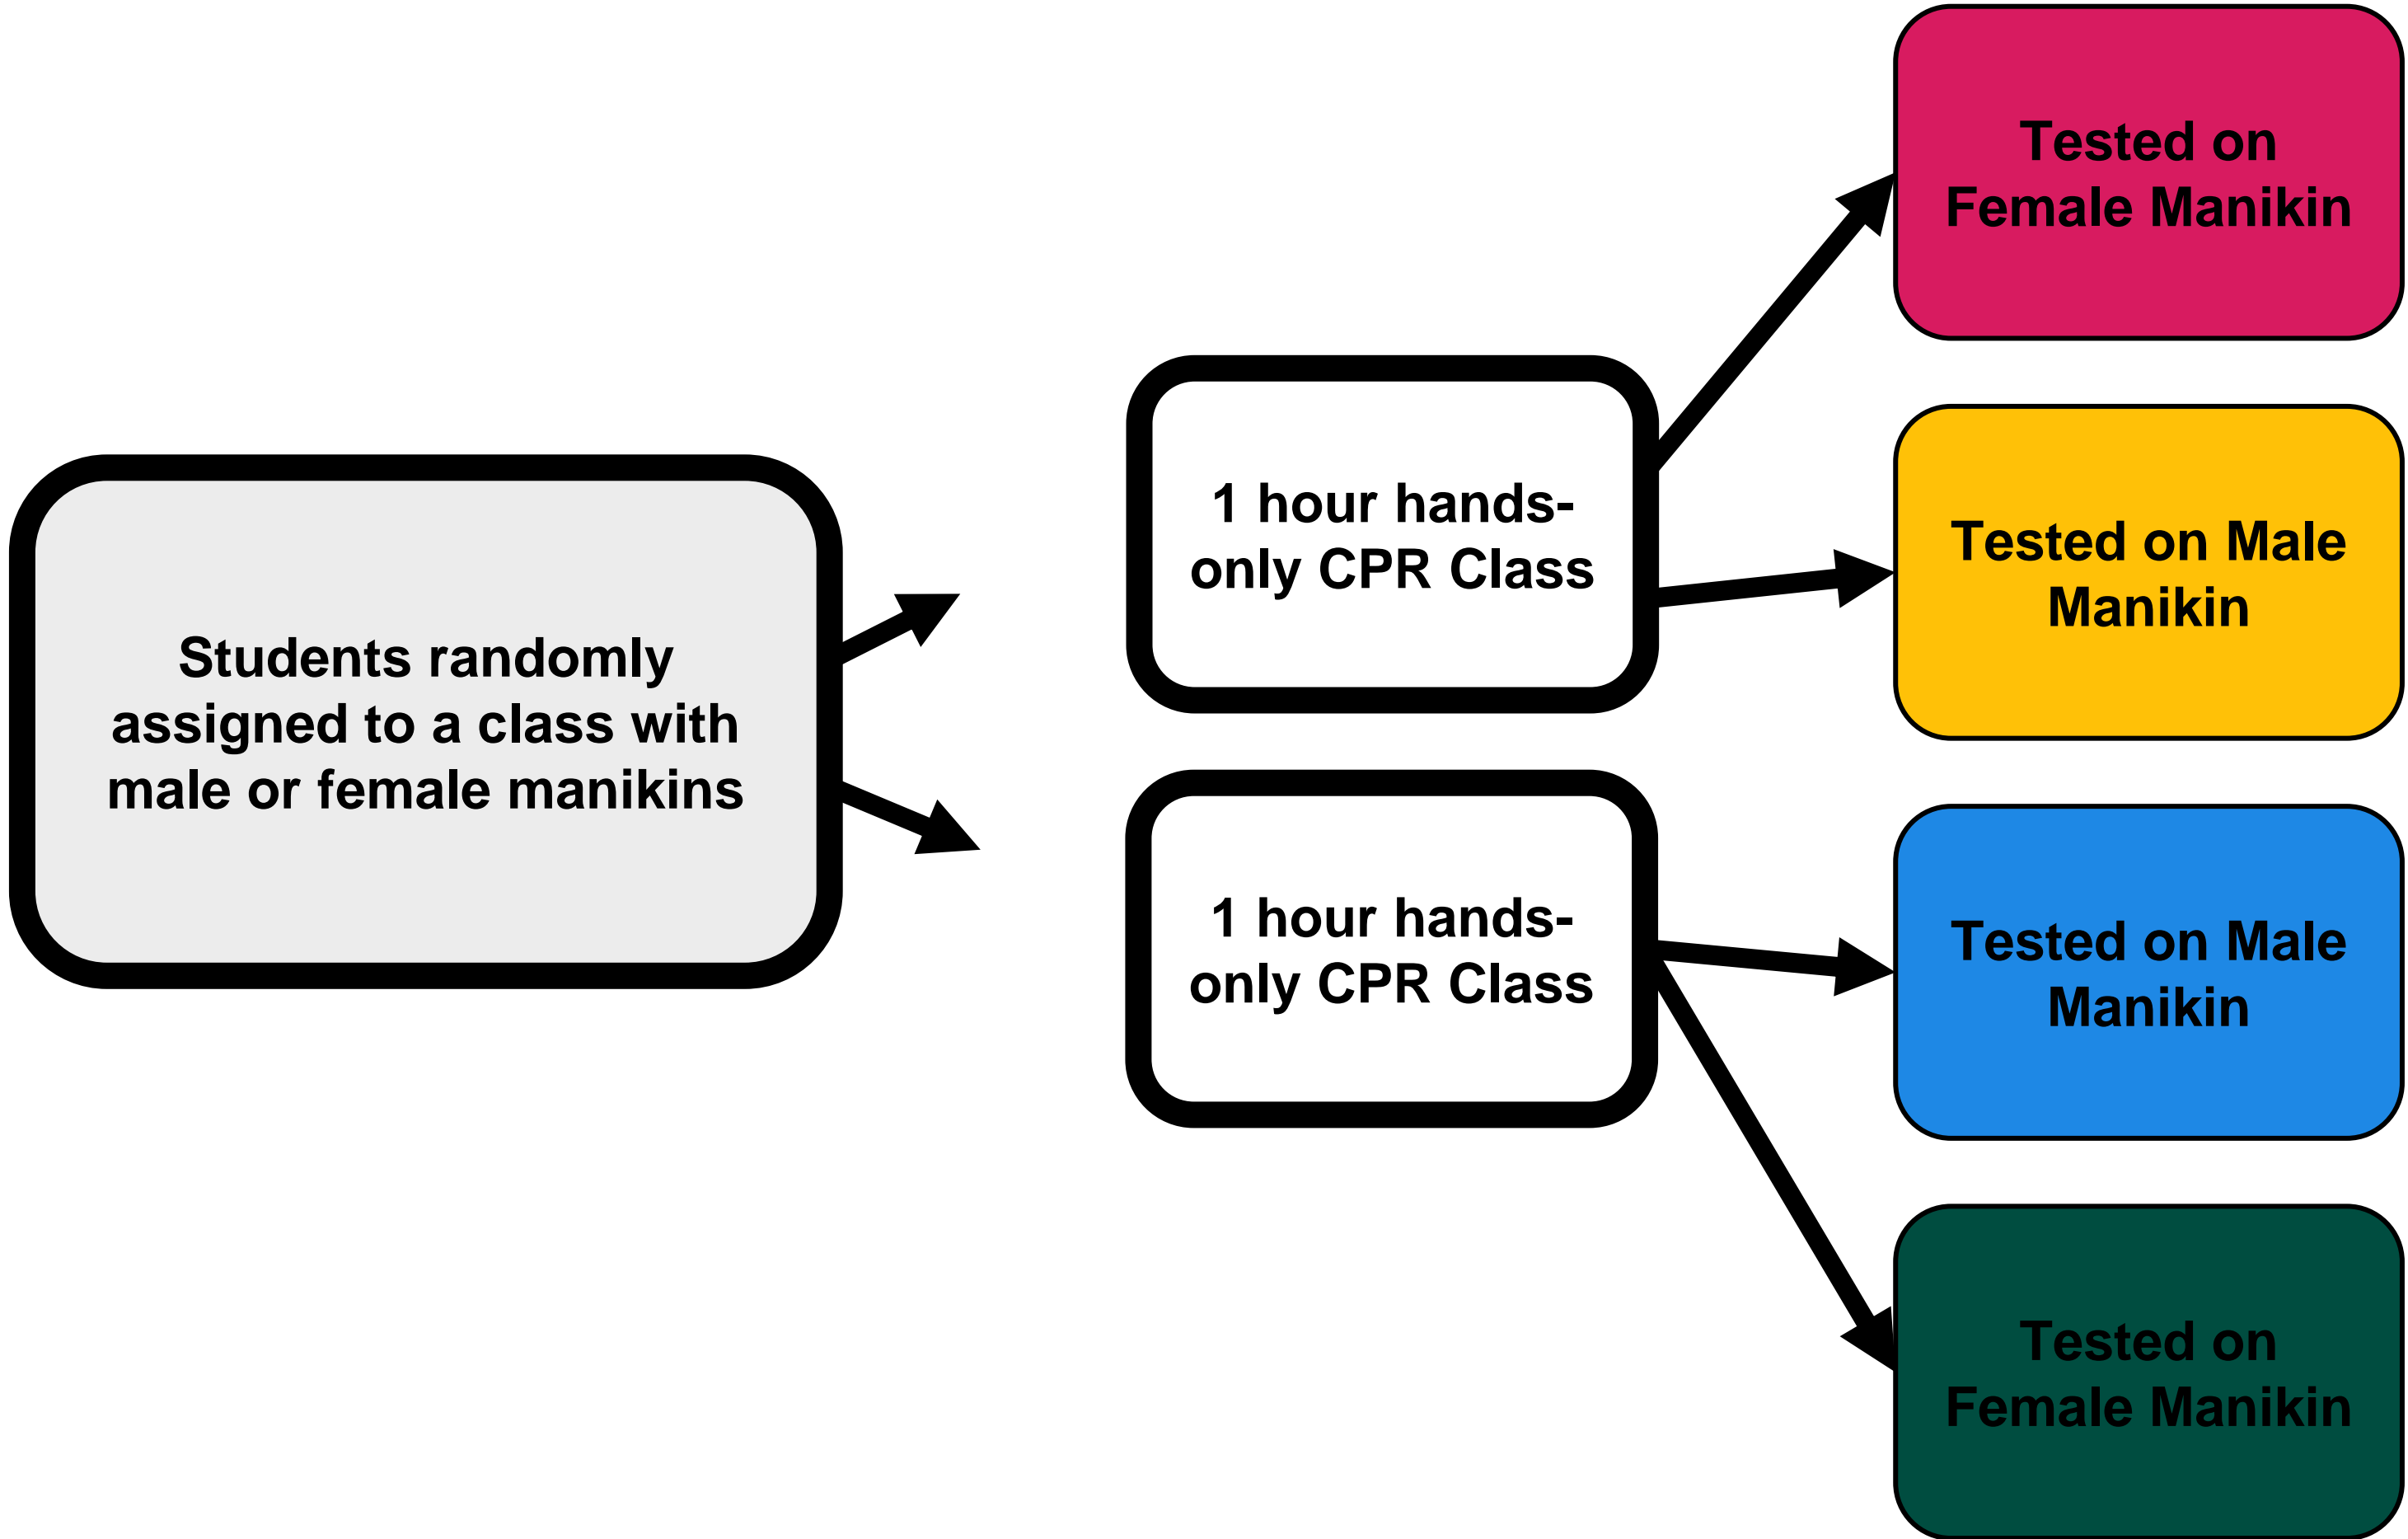 Students randomly
assigned to a class with
male or female manikins
1 hour hands-
only CPR Class
1 hour hands-
only CPR Class
Tested on
Female Manikin
Tested on Male
Manikin
Tested on Male
Manikin
Tested on
Female Manikin